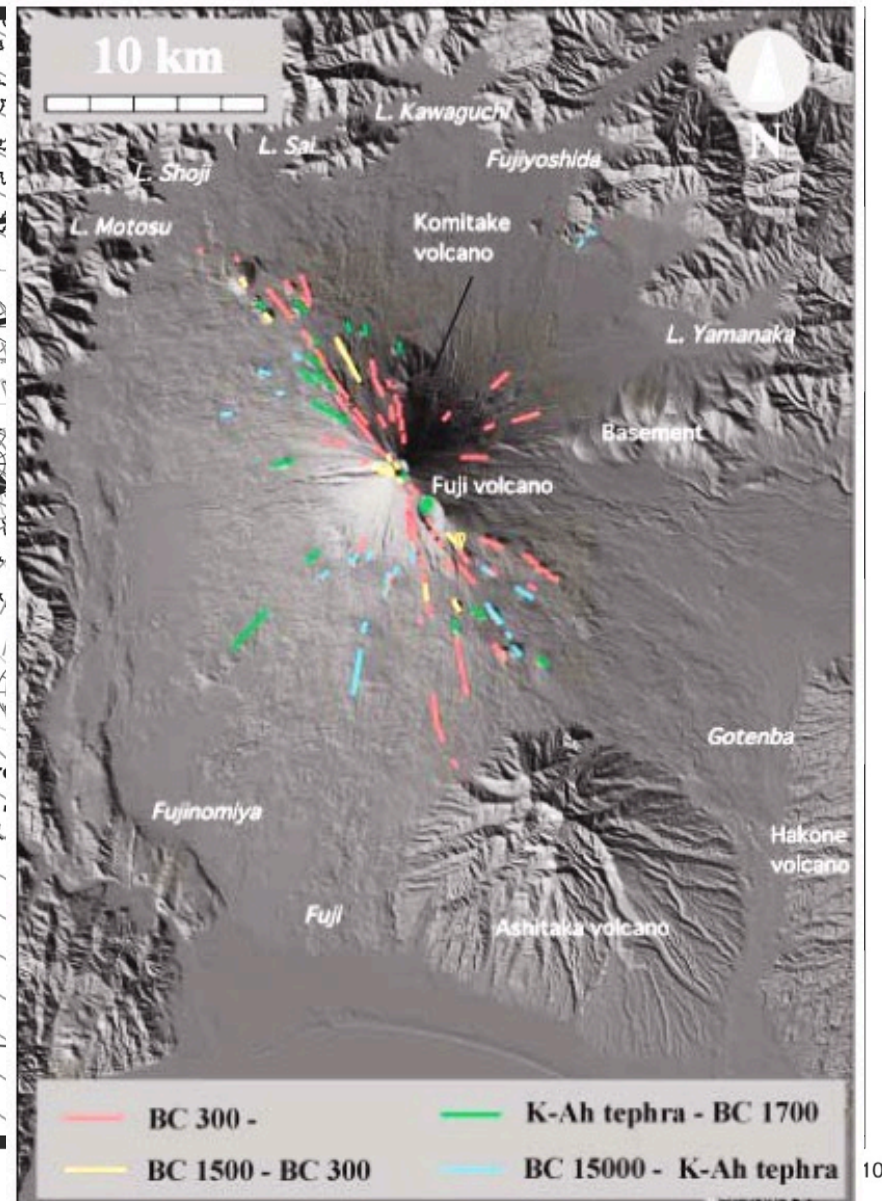 10 km
L. Kawaguchi
L. Sai
Fujiyoshida
L. Shoji
N
L. Motosu
Komitake
volcano
L. Yamanaka
Basement
Fuji volcano
Gotenba
Fujinomiya
Hakone
volcano
Fuji
Ashitaka volcano
BC 300 -
K-Ah tephra - BC 1700
BC 1500 - BC 300
BC 15000 - K-Ah tephra
10